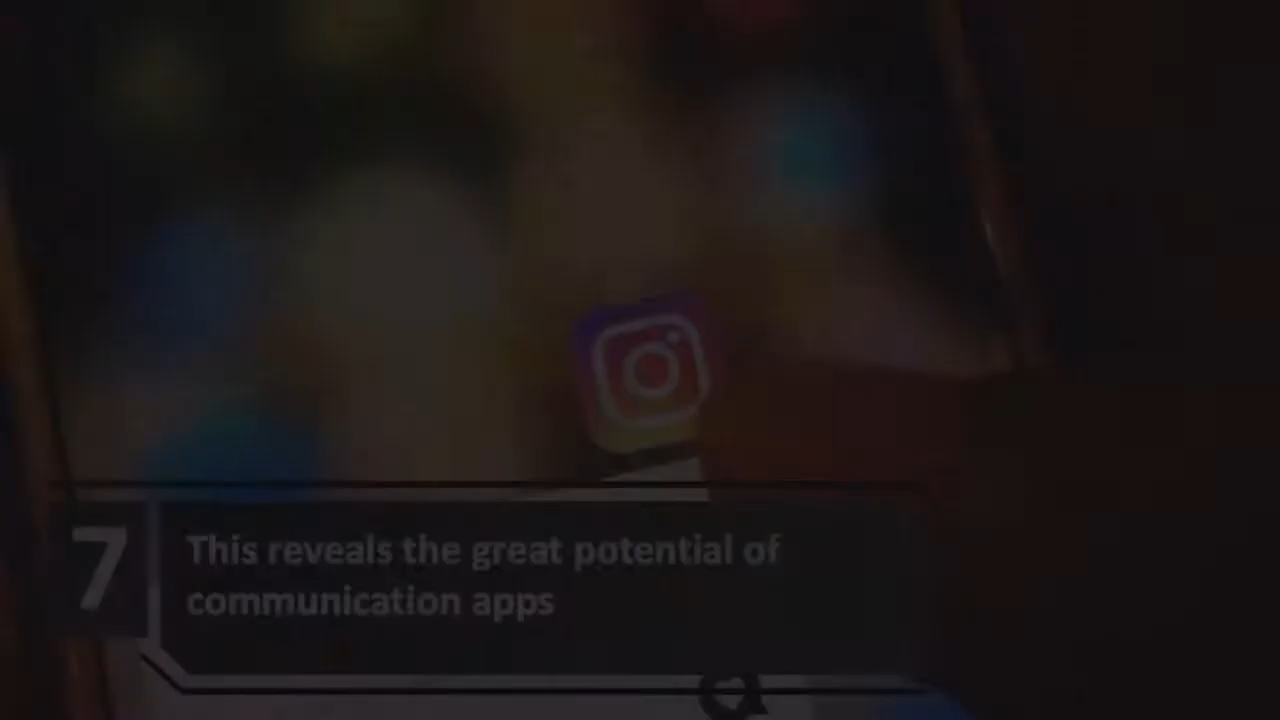 7
This reveals the great potential of
communication apps